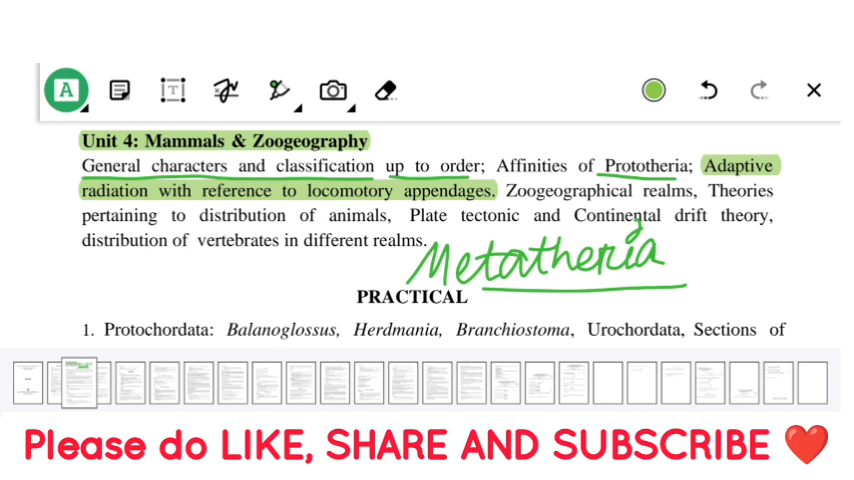 A
T
Unit 4: Mammals & Zoogeography
General characters and classification up to order; Affinities of Prototheria; Adaptive
radiation with reference to locomotory appendages. Zoogeographical realms, Theories
pertaining to distribution of animals, Plate tectonic and Continental drift theory,
distribution of vertebrates in different realms.
Metatheria
PRACTICAL
1. Protochordata: Balanoglossus, Herdmania, Branchiostoma, Urochordata, Sections of
Please do LIKE, SHARE AND SUBSCRIBE ❤️